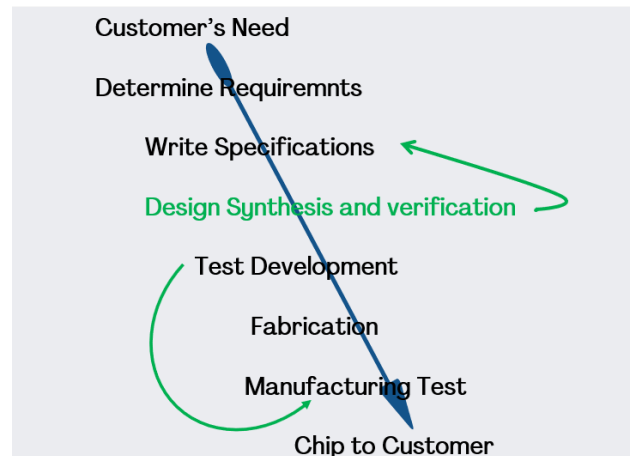 Customer's Need
Determine Requiremnts
Write Specifications
Design Synthesis and verification
Test Development
Fabrication
Manufacturing Test
Chip to Customer